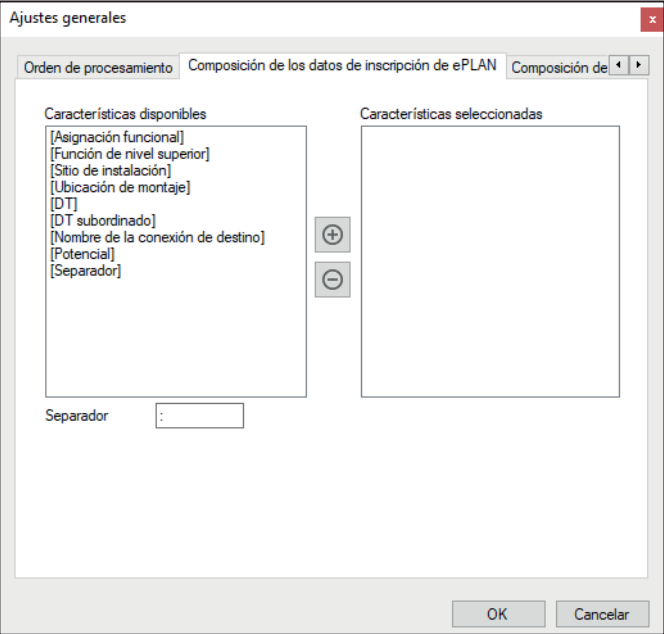 Ajustes generales
x
Orden de procesamiento
Composición de los datos de inscripción de ePLAN
Composición de
Características disponibles
Características seleccionadas
[Asignación funcional]
[Función de nivel superior]
[Sitio de instalación]
[Ubicación de montaje]
[DT]
[DT subordinado]
[Nombre de la conexión de destino]
[Potencial]
[Separador]
Separador
:
OK
Cancelar